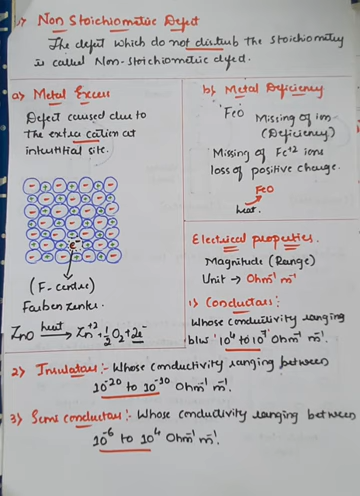 1) Non Stoichiometric Defect
The defect which do not disturb the stoichiometry
is called Non-stoichiometric defect.
a) Metal Excess
Defect caused due to
the extra cation at
intertitial site.
e-
(F-centre)
Farbenzenter.
ZnO heat → Zn+2 + 1/2 O2 + 2e-
b) Metal Deficiency
FeO Missing of ion
(Deficiency)
Missing of Fe+2 ions
loss of positive charge.
FeO
heat.
Electrical properties.
Magnitude (Range)
Unit → Ohm-1 m-1
1) Conductors:
Whose conductivity ranging
b/w 10^4 to 10^7 Ohm-1 m-1.
2) Insulators:- Whose conductivity ranging between
10^-20 to 10^-10 Ohm-1 m-1.
3) Semi conductors:- Whose conductivity ranging between
10^-6 to 10^4 Ohm-1 m-1.